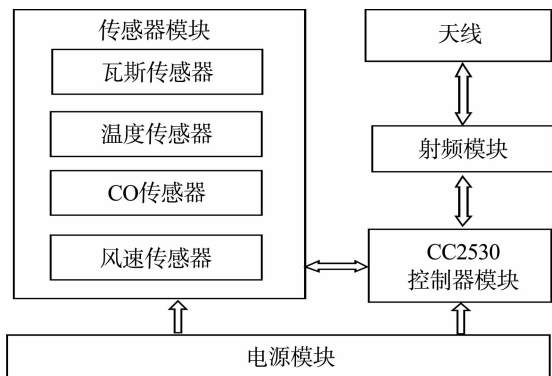 传感器模块
瓦斯传感器
温度传感器
CO传感器
风速传感器
天线
射频模块
CC2530
控制器模块
电源模块